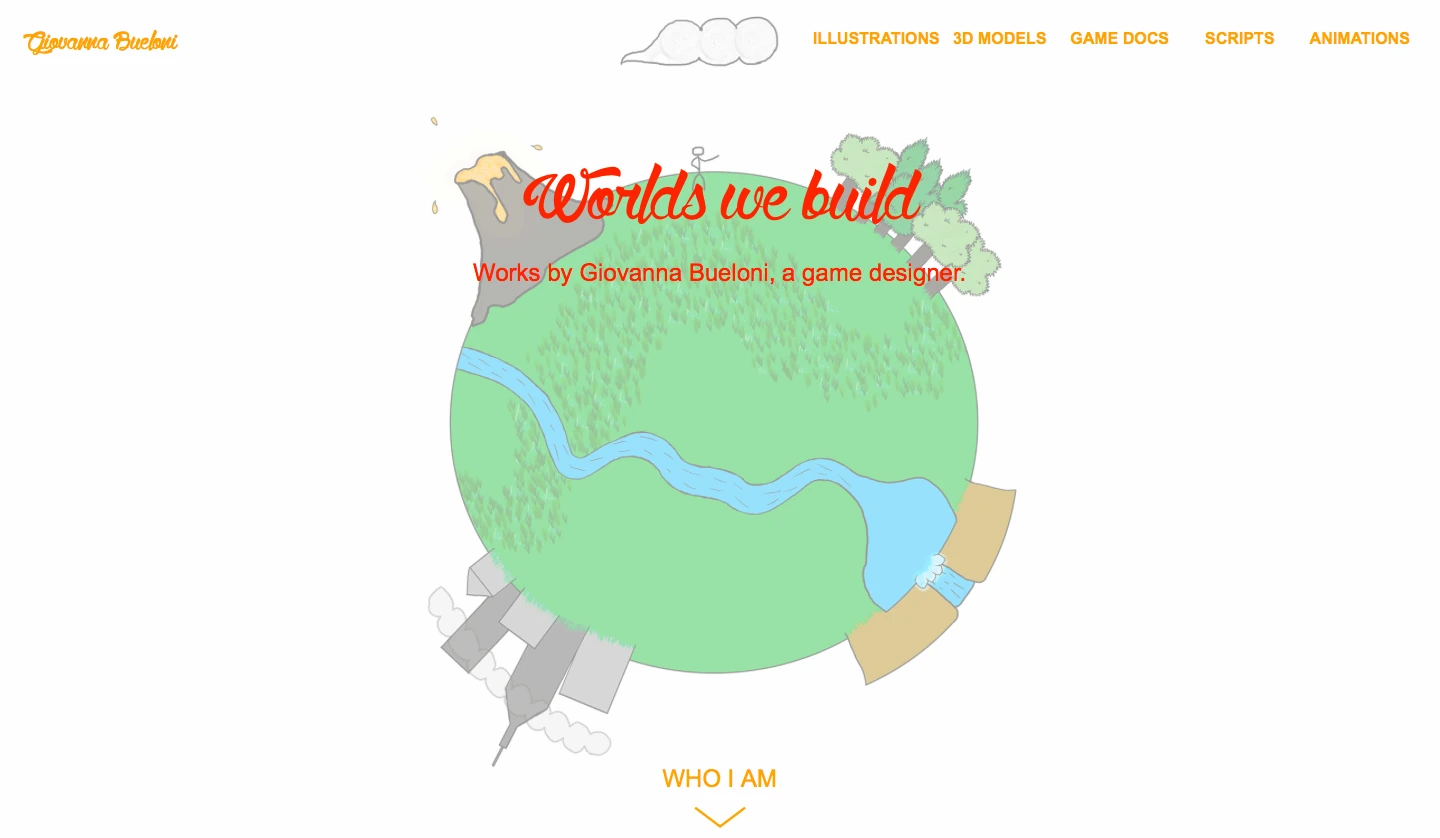 Giovanna Bueloni
ILLUSTRATIONS 3D MODELS GAME DOCS SCRIPTS ANIMATIONS
Worlds we build
Works by Giovanna Bueloni, a game designer.
WHO I AM